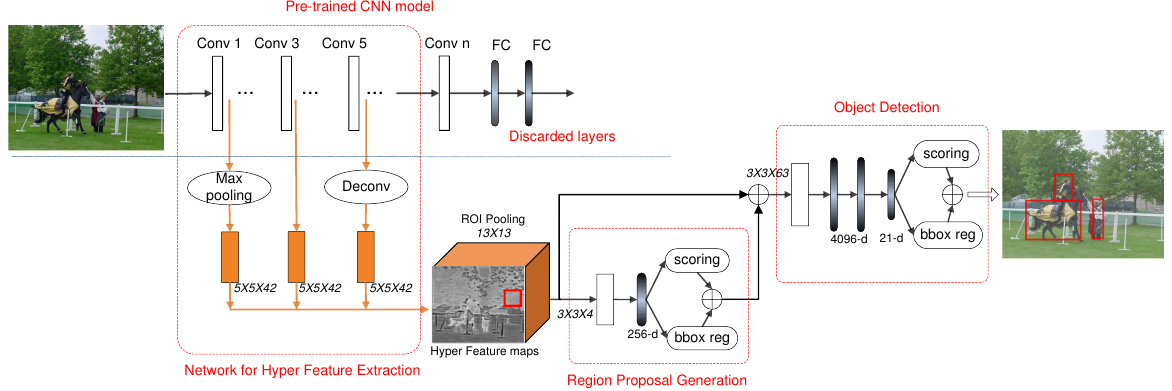 Pre-trained CNN model
Conv 1
Conv 3
Conv 5
Conv n
FC
FC
...
...
...
Discarded layers
Object Detection
Max
pooling
Deconv
3X3X63
scoring
bbox reg
4096-d
21-d
ROI Pooling
13X13
5X5X42
5X5X42
5X5X42
3X3X4
scoring
bbox reg
256-d
Hyper Feature maps
Network for Hyper Feature Extraction
Region Proposal Generation